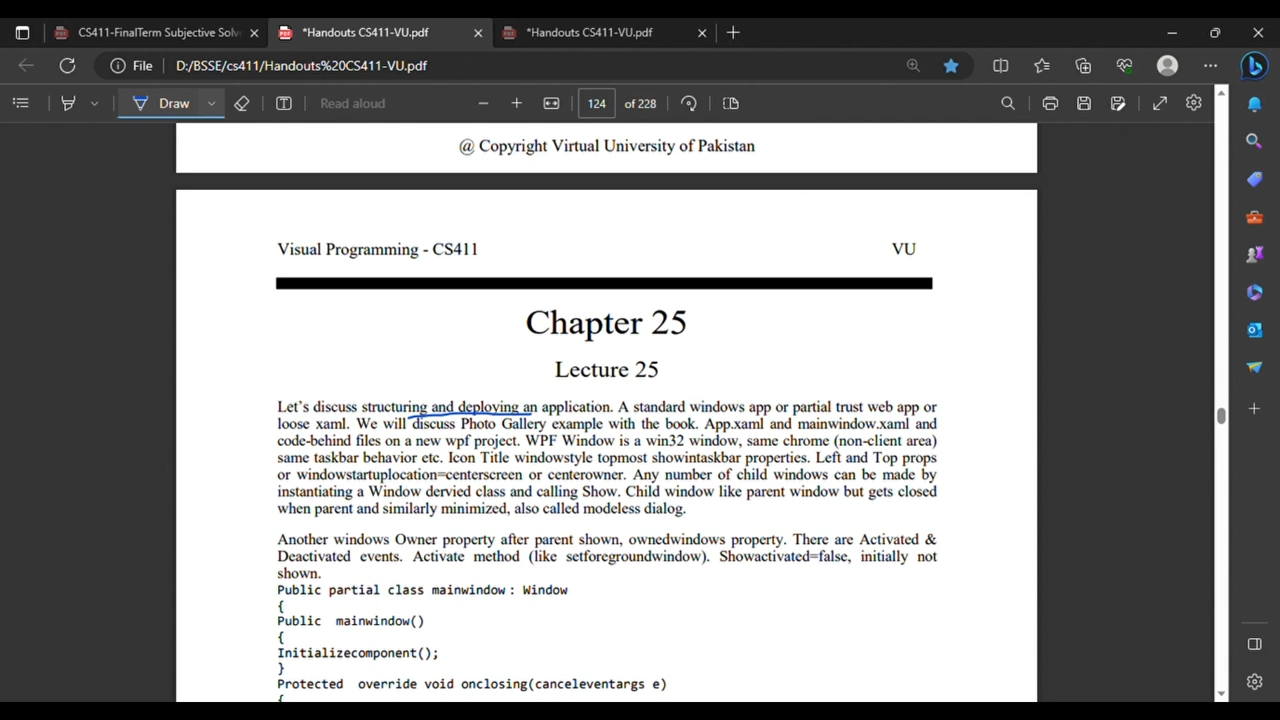 CS411-FinalTerm Subjective Solv
*Handouts CS411-VU.pdf
*Handouts CS411-VU.pdf
File
D:/BSSE/cs411/Handouts%20CS411-VU.pdf
Draw
Read aloud
124
of 228
@ Copyright Virtual University of Pakistan
Visual Programming - CS411
VU
Chapter 25
Lecture 25
Let's discuss structuring and deploying an application. A standard windows app or partial trust web app or
loose xaml. We will discuss Photo Gallery example with the book. App.xaml and mainwindow.xaml and
code-behind files on a new wpf project. WPF Window is a win32 window, same chrome (non-client area)
same taskbar behavior etc. Icon Title windowstyle topmost showintaskbar properties. Left and Top props
or windowstartuplocation=centerscreen or centerowner. Any number of child windows can be made by
instantiating a Window dervied class and calling Show. Child window like parent window but gets closed
when parent and similarly minimized, also called modeless dialog.
Another windows Owner property after parent shown, ownedwindows property. There are Activated &
Deactivated events. Activate method (like setforegroundwindow). Showactivated=false, initially not
shown.
Public partial class mainwindow : Window
{
Public mainwindow()
{
Initializecomponent();
}
Protected override void onclosing(canceleventargs e)
{